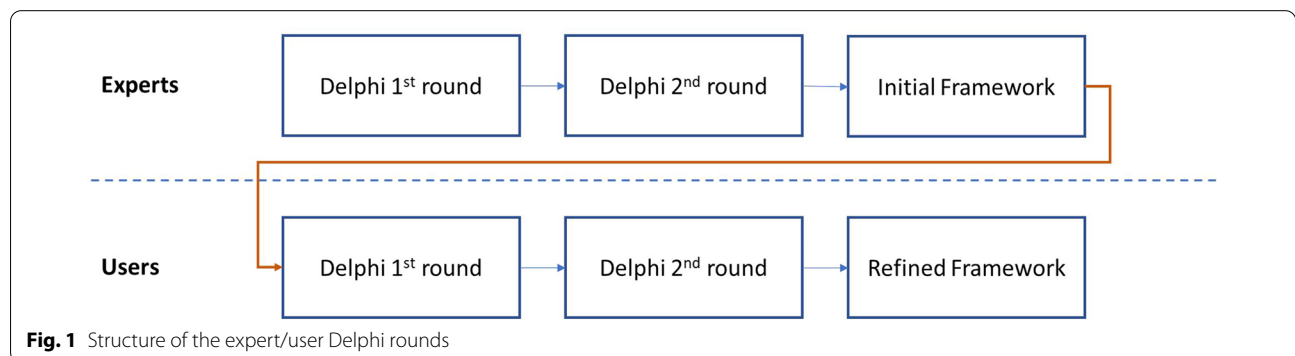 Experts
Delphi 1st round
Delphi 2nd round
Initial Framework
Users
Delphi 1st round
Delphi 2nd round
Refined Framework
Fig. 1 Structure of the expert/user Delphi rounds